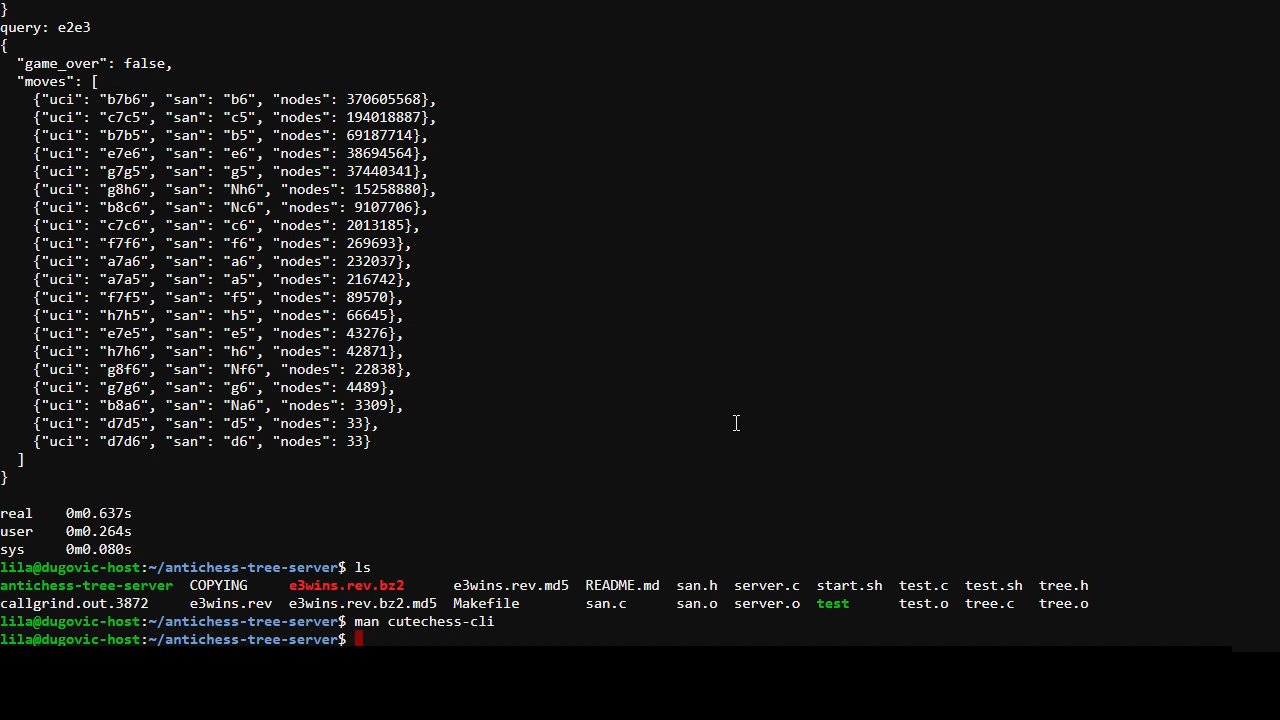 }
query: e2e3
{
  "game_over": false,
  "moves": [
    {"uci": "b7b6", "san": "b6", "nodes": 370605568},
    {"uci": "c7c5", "san": "c5", "nodes": 194018887},
    {"uci": "b7b5", "san": "b5", "nodes": 69187714},
    {"uci": "e7e6", "san": "e6", "nodes": 38694564},
    {"uci": "g7g5", "san": "g5", "nodes": 37440341},
    {"uci": "g8h6", "san": "Nh6", "nodes": 15258880},
    {"uci": "b8c6", "san": "Nc6", "nodes": 9107706},
    {"uci": "c7c6", "san": "c6", "nodes": 2013185},
    {"uci": "f7f6", "san": "f6", "nodes": 269693},
    {"uci": "a7a6", "san": "a6", "nodes": 232037},
    {"uci": "a7a5", "san": "a5", "nodes": 216742},
    {"uci": "f7f5", "san": "f5", "nodes": 89570},
    {"uci": "h7h5", "san": "h5", "nodes": 66645},
    {"uci": "e7e5", "san": "e5", "nodes": 43276},
    {"uci": "h7h6", "san": "h6", "nodes": 42871},
    {"uci": "g8f6", "san": "Nf6", "nodes": 22838},
    {"uci": "g7g6", "san": "g6", "nodes": 4489},
    {"uci": "b8a6", "san": "Na6", "nodes": 3309},
    {"uci": "d7d5", "san": "d5", "nodes": 33},
    {"uci": "d7d6", "san": "d6", "nodes": 33}
  ]
}

real    0m0.637s
user    0m0.264s
sys     0m0.080s
lila@dugovic-host:~/antichess-tree-server$ ls
antichess-tree-server  COPYING     e3wins.rev.bz2      e3wins.rev.md5  README.md  san.h  server.c  start.sh  test.c  test.sh  tree.h
callgrind.out.3872     e3wins.rev  e3wins.rev.bz2.md5  Makefile        san.c      san.o  server.o  test      test.o  tree.c   tree.o
lila@dugovic-host:~/antichess-tree-server$ man cutechess-cli
lila@dugovic-host:~/antichess-tree-server$